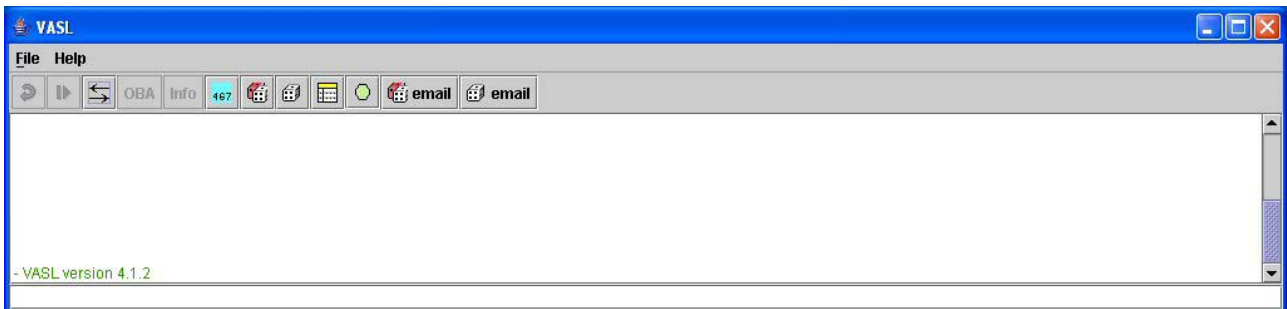 VASL
File Help
OBA Info 467 email email
- VASL version 4.1.2